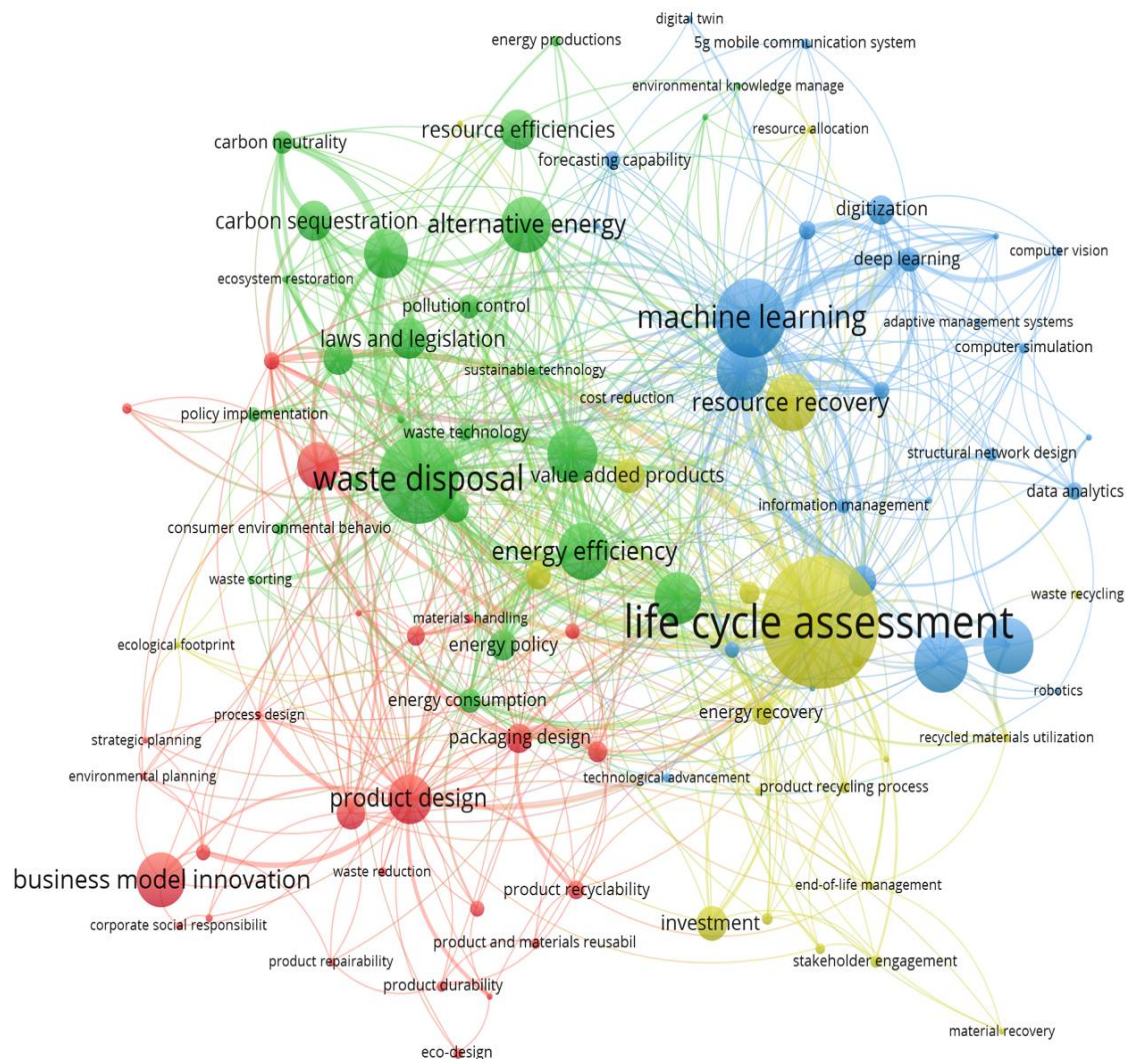 digital twin
energy productions
5g mobile communication system
environmental knowledge manage
resource efficiencies
resource allocation
carbon neutrality
forecasting capability
digitization
carbon sequestration
alternative energy
computer vision
deep learning
ecosystem restoration
pollution control
machine learning
adaptive management systems
laws and legislation
computer simulation
sustainable technology
cost reduction
resource recovery
policy implementation
waste technology
structural network design
waste disposal
value added products
data analytics
information management
consumer environmental behavio
energy efficiency
waste sorting
waste recycling
materials handling
life cycle assessment
ecological footprint
energy policy
robotics
energy consumption
energy recovery
process design
strategic planning
packaging design
recycled materials utilization
environmental planning
technological advancement
product recycling process
product design
waste reduction
business model innovation
product recyclability
end-of-life management
corporate social responsibilit
investment
product and materials reusabil
product repairability
stakeholder engagement
product durability
material recovery
eco-design